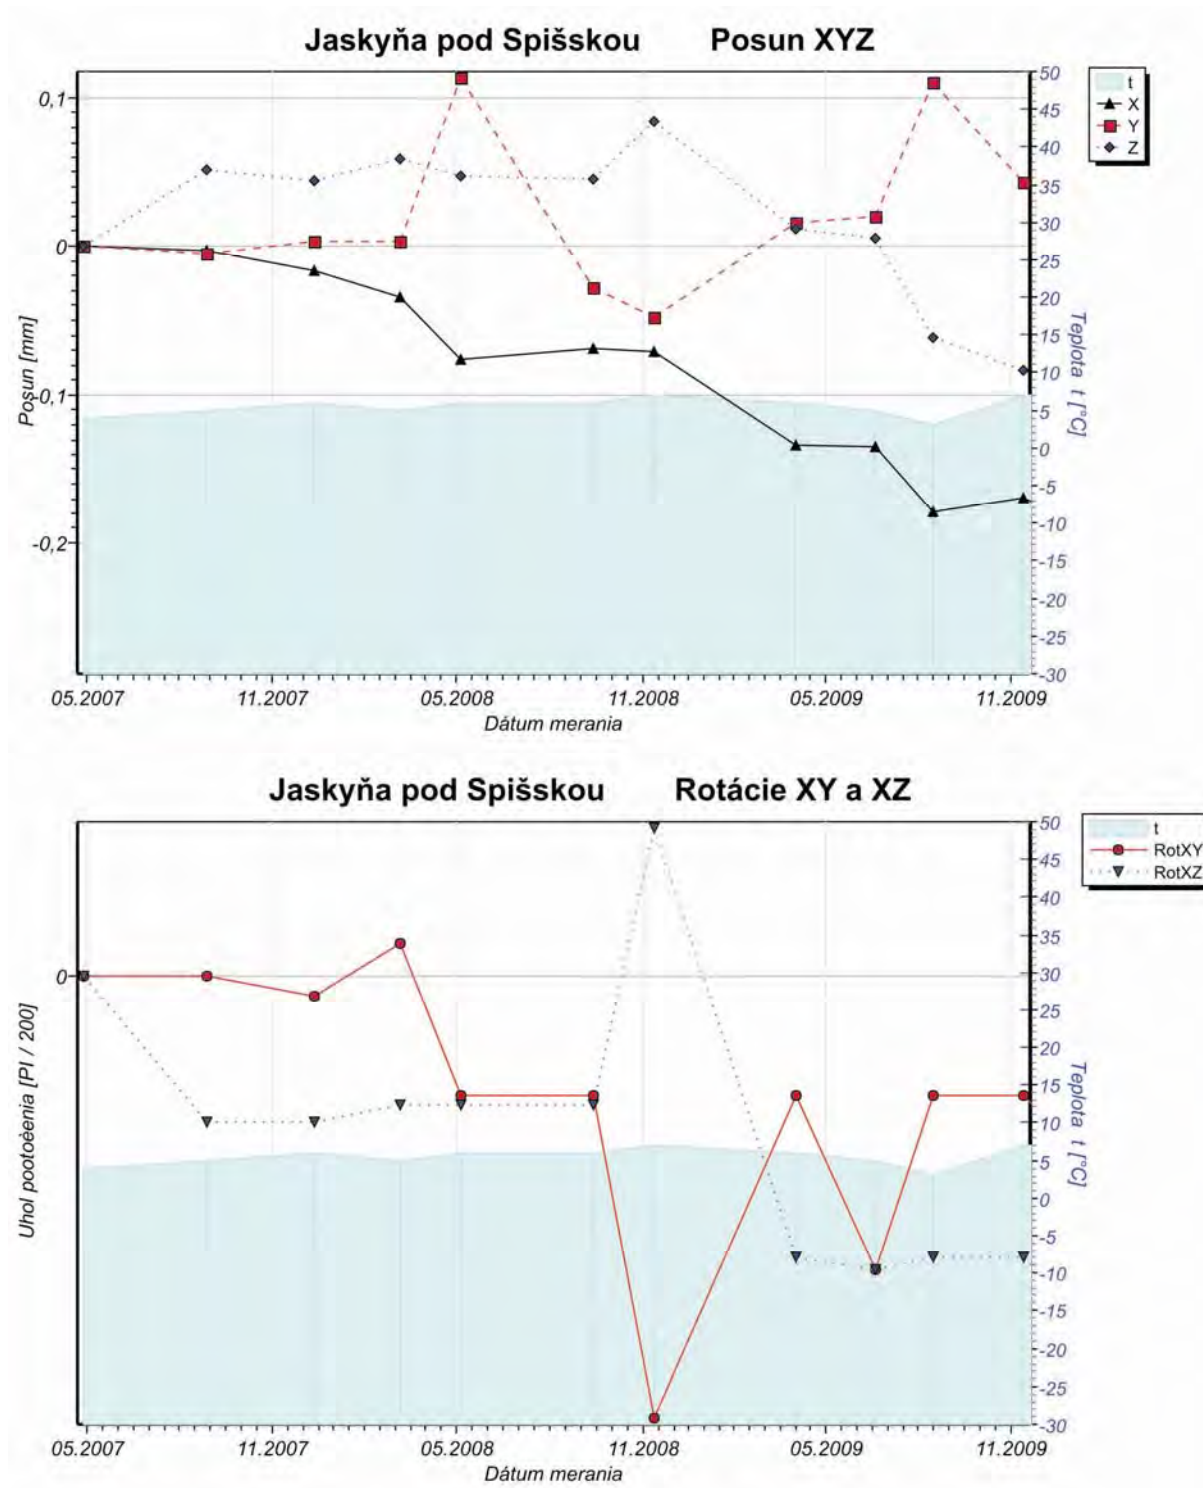 Jaskyňa pod Spišskou Posun XYZ
t
X
Y
Z
0,1
0
-0,1
-0,2
Posun [mm]
50
45
40
35
30
25
20
15
10
5
0
-5
-10
-15
-20
-25
-30
Teplota t [°C]
05.2007 11.2007 05.2008 11.2008 05.2009 11.2009
Dátum merania
Jaskyňa pod Spišskou Rotácie XY a XZ
t
RotXY
RotXZ
0
Uhol pootoèenia [PI / 200]
50
45
40
35
30
25
20
15
10
5
0
-5
-10
-15
-20
-25
-30
Teplota t [°C]
05.2007 11.2007 05.2008 11.2008 05.2009 11.2009
Dátum merania